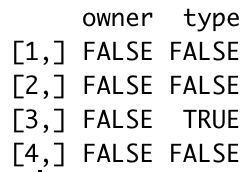 owner type
[1,] FALSE FALSE
[2,] FALSE FALSE
[3,] FALSE TRUE
[4,] FALSE FALSE